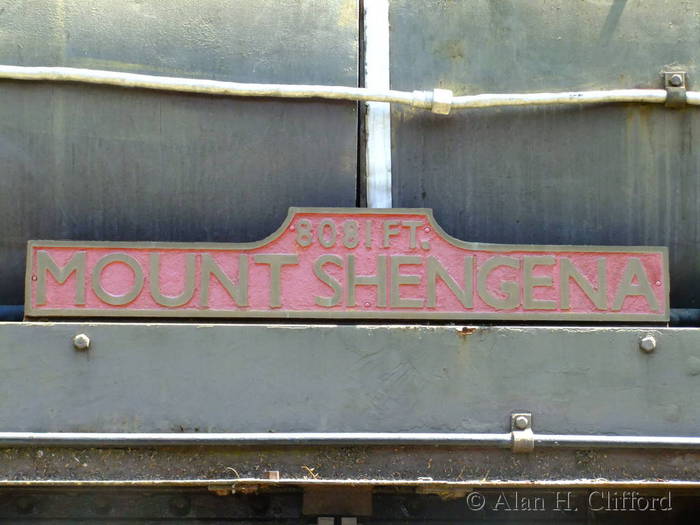 8081 FT.
MOUNT SHENGENA
© Alan H. Clifford